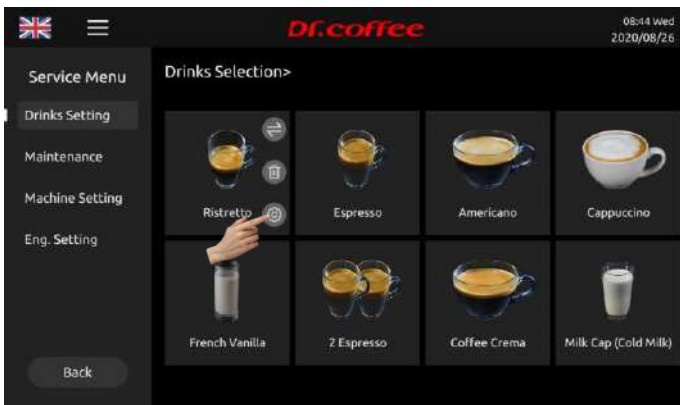 Dr.coffee
08:44 Wed
2020/08/26
Service Menu
Drinks Setting
Maintenance
Machine Setting
Eng. Setting
Back
Drinks Selection>
Ristretto
Espresso
Americano
Cappuccino
French Vanilla
2 Espresso
Coffee Crema
Milk Cap (Cold Milk)